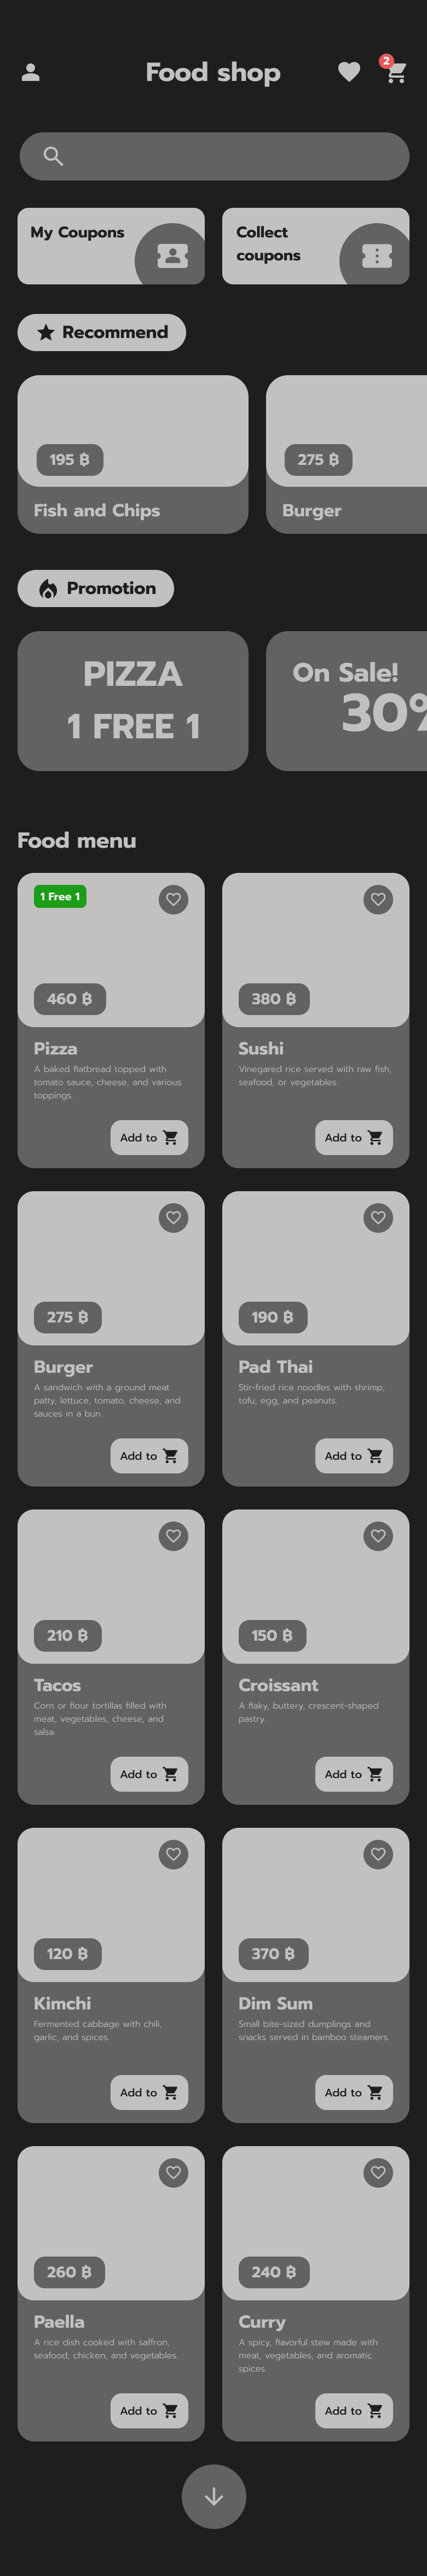 Food shop
2
My Coupons
Collect
coupons
Recommend
195 ฿
275 ฿
Fish and Chips
Burger
Promotion
PIZZA
1 FREE 1
On Sale!
30%
Food menu
1 Free 1
460 ฿
380 ฿
Pizza
A baked flatbread topped with
tomato sauce, cheese, and various
toppings.
Add to
Sushi
Vinegared rice served with raw fish,
seafood, or vegetables.
Add to
275 ฿
190 ฿
Burger
A sandwich with a ground meat
patty, lettuce, tomato, cheese, and
sauces in a bun.
Add to
Pad Thai
Stir-fried rice noodles with shrimp,
tofu, egg, and peanuts.
Add to
210 ฿
150 ฿
Tacos
Corn or flour tortillas filled with
meat, vegetables, cheese, and
salsa.
Add to
Croissant
A flaky, buttery, crescent-shaped
pastry.
Add to
120 ฿
370 ฿
Kimchi
Fermented cabbage with chili,
garlic, and spices.
Add to
Dim Sum
Small bite-sized dumplings and
snacks served in bamboo steamers.
Add to
260 ฿
240 ฿
Paella
A rice dish cooked with saffron,
seafood, chicken, and vegetables.
Add to
Curry
A spicy, flavorful stew made with
meat, vegetables, and aromatic
spices.
Add to